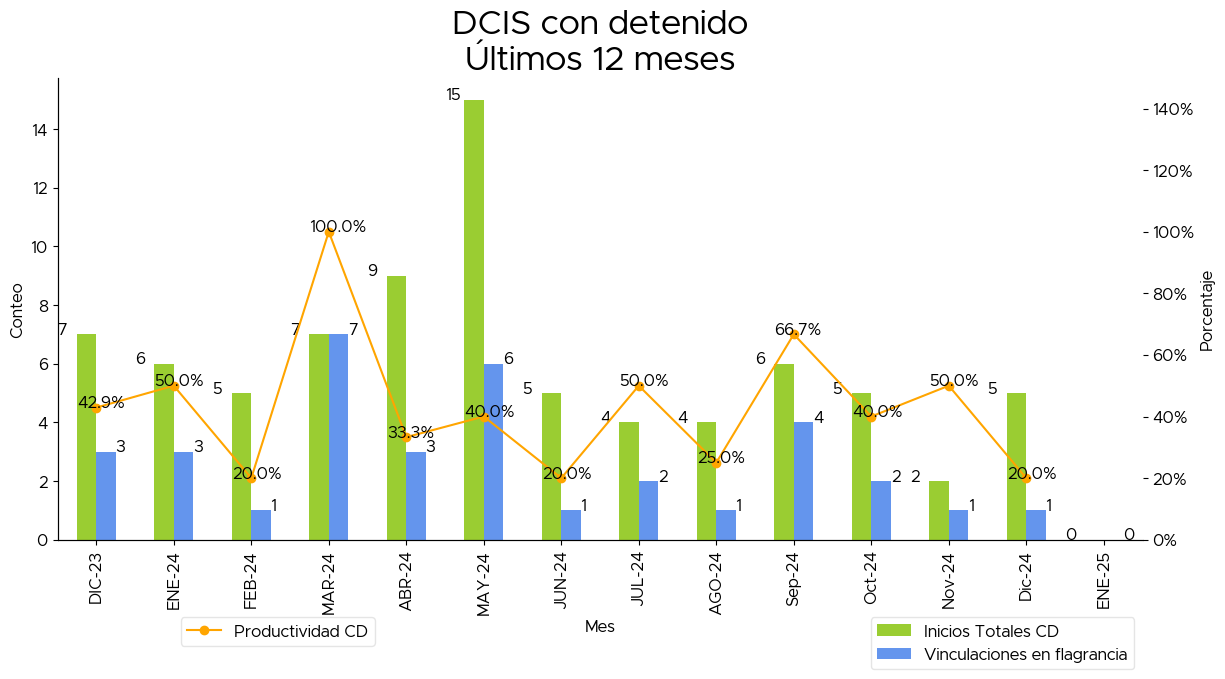 DCIS con detenido
Últimos 12 meses
15
140%
14
120%
12
100.0%
100%
10
9
80%
8
7
7
7
66.7%
6
6
6
60%
6
50.0%
50.0%
50.0%
5
5
5
5
42.9%
40.0%
40.0%
40%
4
4
4
4
33.3%
3
3
3
25.0%
20.0%
20.0%
20.0%
20%
2
2
2
2
1
1
1
1
1
0
0
0
0%
Conteo
Porcentaje
DIC-23
ENE-24
FEB-24
MAR-24
ABR-24
MAY-24
JUN-24
JUL-24
AGO-24
Sep-24
Oct-24
Nov-24
Dic-24
ENE-25
Mes
Productividad CD
Inicios Totales CD
Vinculaciones en flagrancia